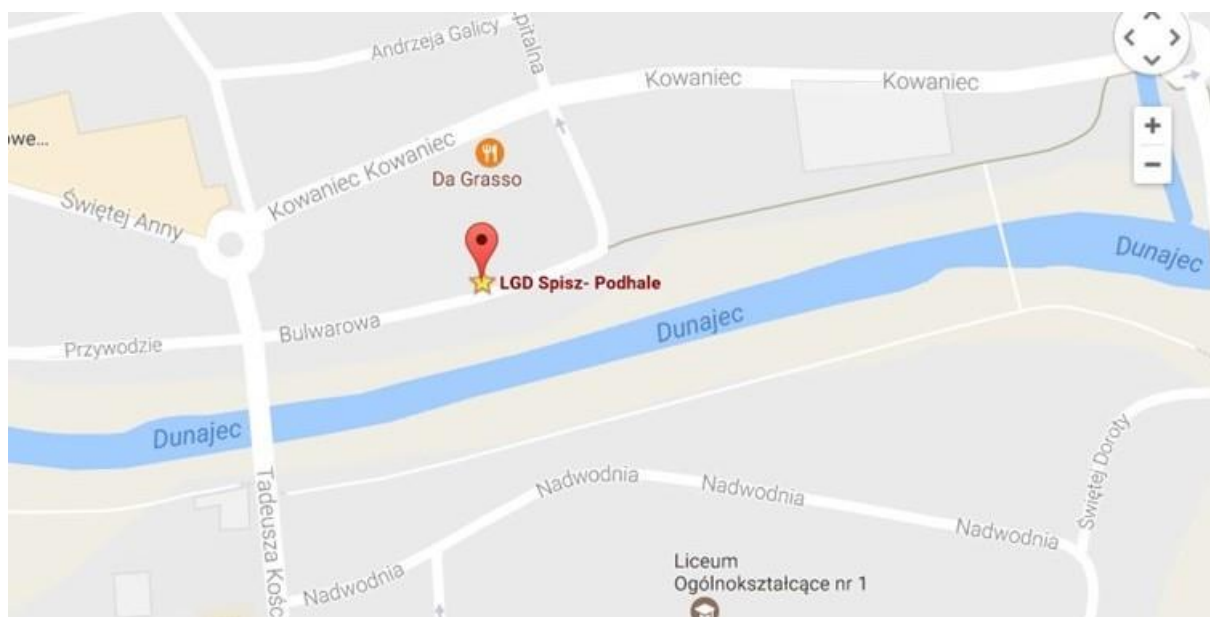 Andrzeja Galicy
pitalna
Kowaniec
Kowaniec
owe...
Kowaniec Kowaniec
Da Grasso
Świętej Anny
LGD Spisz- Podhale
Bulwarowa
Przywodzie
Dunajec
Dunajec
Dunajec
Tadeusza Kośc
Nadwodnia
Nadwodnia
Nadwodnia
Nadwodnia
Świętej Doroty
Liceum
Ogólnokształcące nr 1
+
−